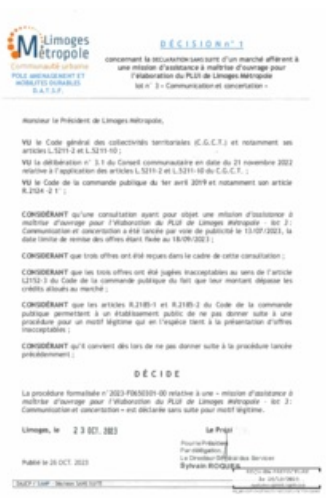 Limoges
Métropole
Communauté urbaine
PÔLE AMÉNAGEMENT ET
MOBILITÉS DURABLES
D.A.T.S.P.
DÉCISION n° 1
concernant la DECLARATION SANS SUITE d'un marché afférent à
une mission d'assistance à maîtrise d'ouvrage pour
l'élaboration du PLUi de Limoges Métropole
lot n° 3 « Communication et concertation »
Monsieur le Président de Limoges Métropole,
VU le Code général des collectivités territoriales (C.G.C.T.) et notamment ses
articles L.5211-2 et L.5211-10 ;
VU la délibération n° 3.1 du Conseil communautaire en date du 21 novembre 2022
relative à l'application des articles L.5211-2 et L.5211-10 du C.G.C.T. ;
VU le Code de la commande publique du 1er avril 2019 et notamment son article
R.2124-2 1° ;
CONSIDÉRANT qu'une consultation ayant pour objet une mission d'assistance à
maîtrise d'ouvrage pour l'élaboration du PLUi de Limoges Métropole - lot 3 :
Communication et concertation a été lancée par voie de publicité le 13/07/2023, la
date limite de remise des offres étant fixée au 18/09/2023 ;
CONSIDÉRANT que trois offres ont été reçues dans le cadre de cette consultation ;
CONSIDÉRANT que les trois offres ont été jugées inacceptables au sens de l'article
L2152-3 du Code de la commande publique du fait que leur montant dépasse les
crédits alloués au marché ;
CONSIDÉRANT que les articles R.2185-1 et R.2185-2 du Code de la commande
publique permettent à un établissement public de ne pas donner suite à une
procédure pour un motif légitime qui en l'espèce tient à la présentation d'offres
inacceptables ;
CONSIDÉRANT qu'il convient dès lors de ne pas donner suite à la procédure lancée
précédemment ;
DÉCIDE
La procédure formalisée n°2023-F0650301-00 relative à une « mission d'assistance à
maîtrise d'ouvrage pour l'élaboration du PLUi de Limoges Métropole - lot 3 :
Communication et concertation » est déclarée sans suite pour motif légitime.
Limoges, le 23 OCT. 2023
Le Prési
Pour le Président
Par délégation,
Le Directeur Général des Services
Sylvain ROQUES
Publié le 26 OCT. 2023